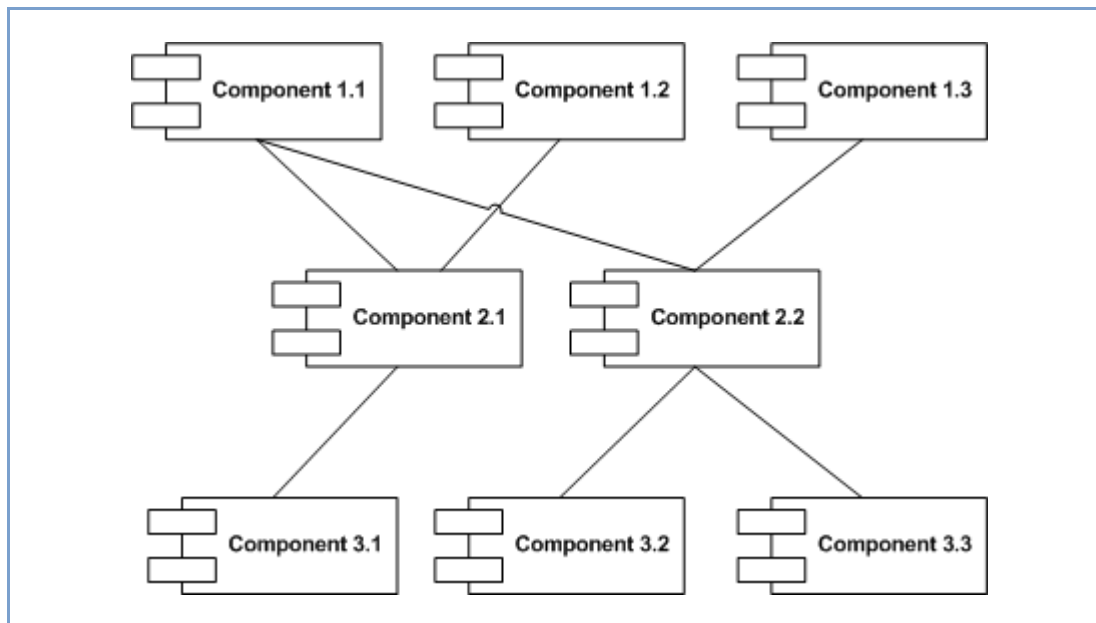 Component 1.1
Component 1.2
Component 1.3
Component 2.1
Component 2.2
Component 3.1
Component 3.2
Component 3.3